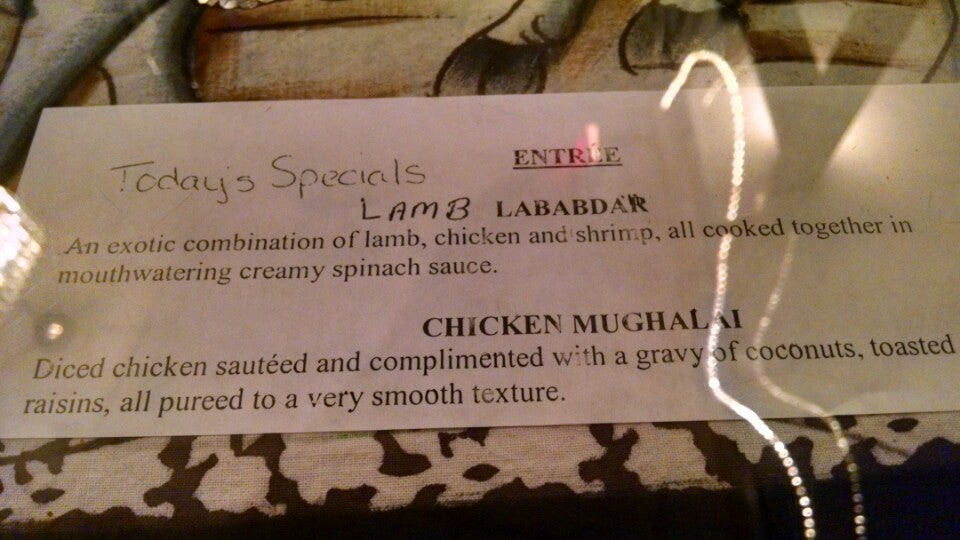 ENTRÉE
Today's Specials
LAMB LABABDAR
An exotic combination of lamb, chicken and shrimp, all cooked together in
mouthwatering creamy spinach sauce.
CHICKEN MUGHALAI
Diced chicken sautéed and complimented with a gravy of coconuts, toasted
raisins, all pureed to a very smooth texture.